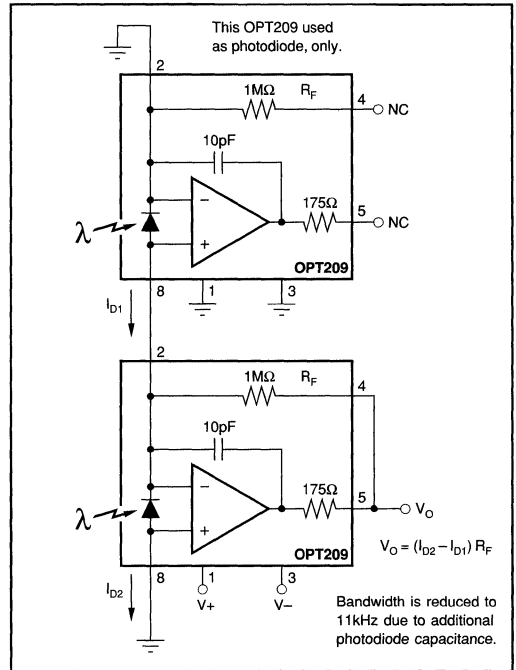 This OPT209 used
as photodiode, only.
2
1MΩ R_F
4
NC
10pF
175Ω
5
NC
λ
−
+
OPT209
8
1
3
I_D1
2
1MΩ R_F
4
10pF
175Ω
5
V_O
λ
−
+
V_O = (I_D2 – I_D1) R_F
OPT209
8
1
3
I_D2
V+
V–
Bandwidth is reduced to
11kHz due to additional
photodiode capacitance.